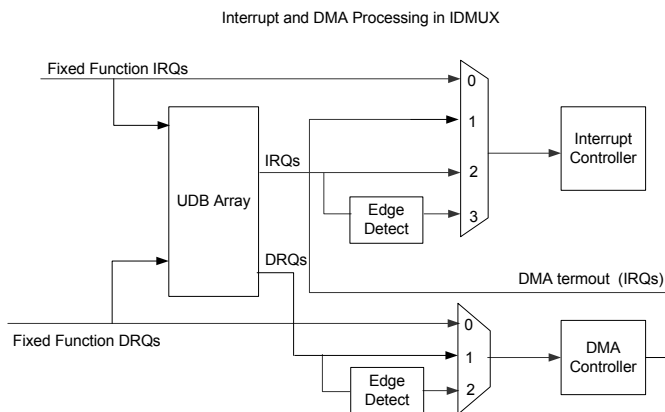 Interrupt and DMA Processing in IDMUX
Fixed Function IRQs
0
1
2
3
Interrupt
Controller
UDB Array
IRQs
Edge
Detect
DRQs
DMA termout (IRQs)
Fixed Function DRQs
0
1
2
Edge
Detect
DMA
Controller